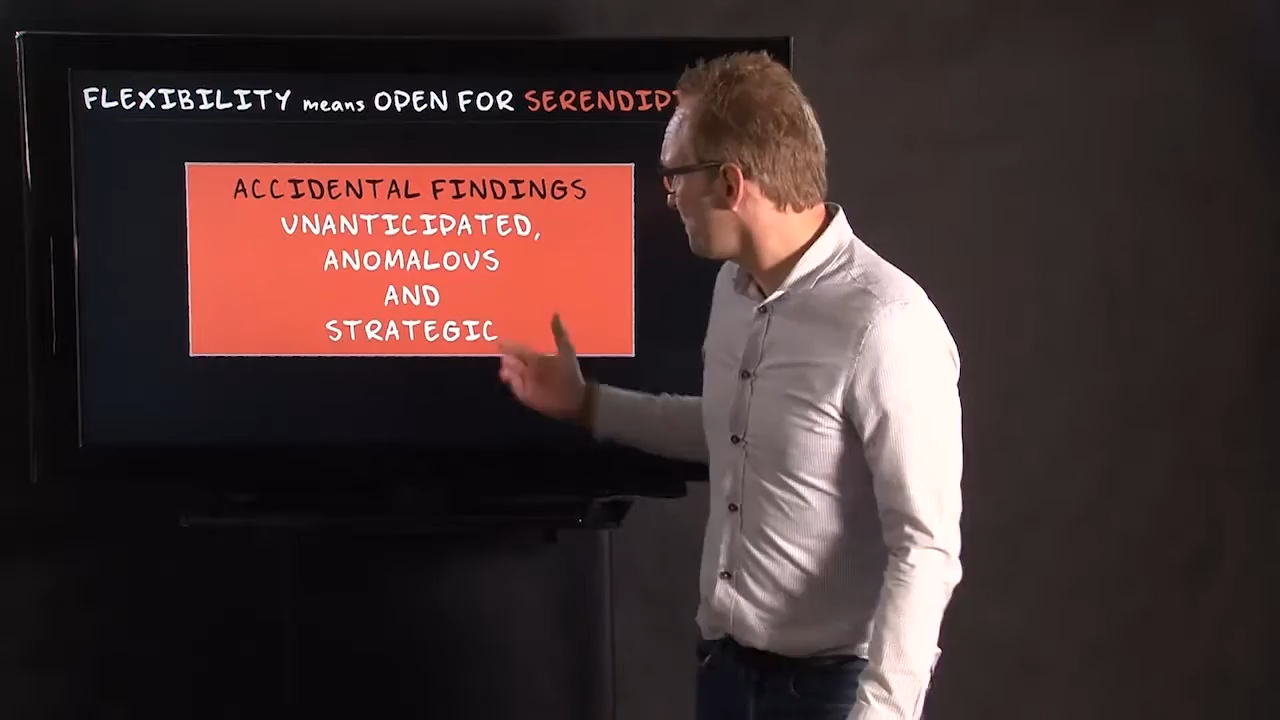 FLEXIBILITY means OPEN FOR
ACCIDENTAL FINDINGS
UNANTICIPATED,
ANOMALOUS
AND
STRATEGIC